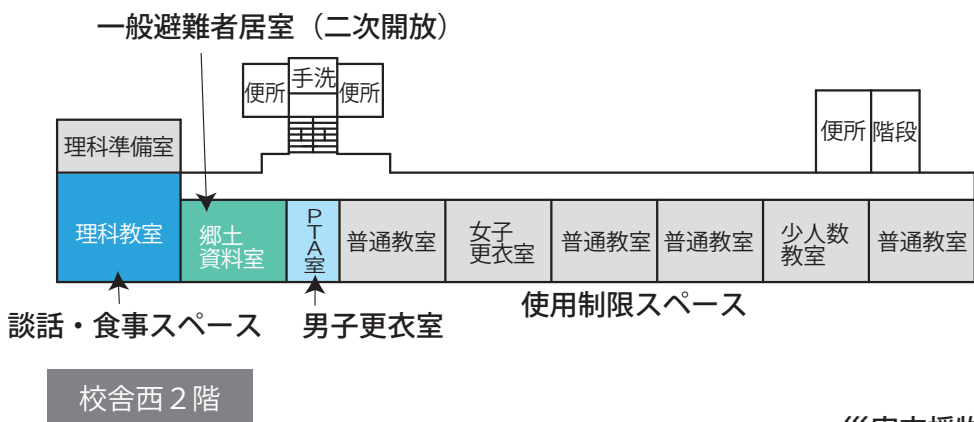 一般避難者居室（二次開放）
便所
手洗
便所
便所
階段
理科準備室
理科教室
郷土
資料室
PTA室
普通教室
女子
更衣室
普通教室
普通教室
少人数
教室
普通教室
談話・食事スペース
男子更衣室
使用制限スペース
校舎西２階